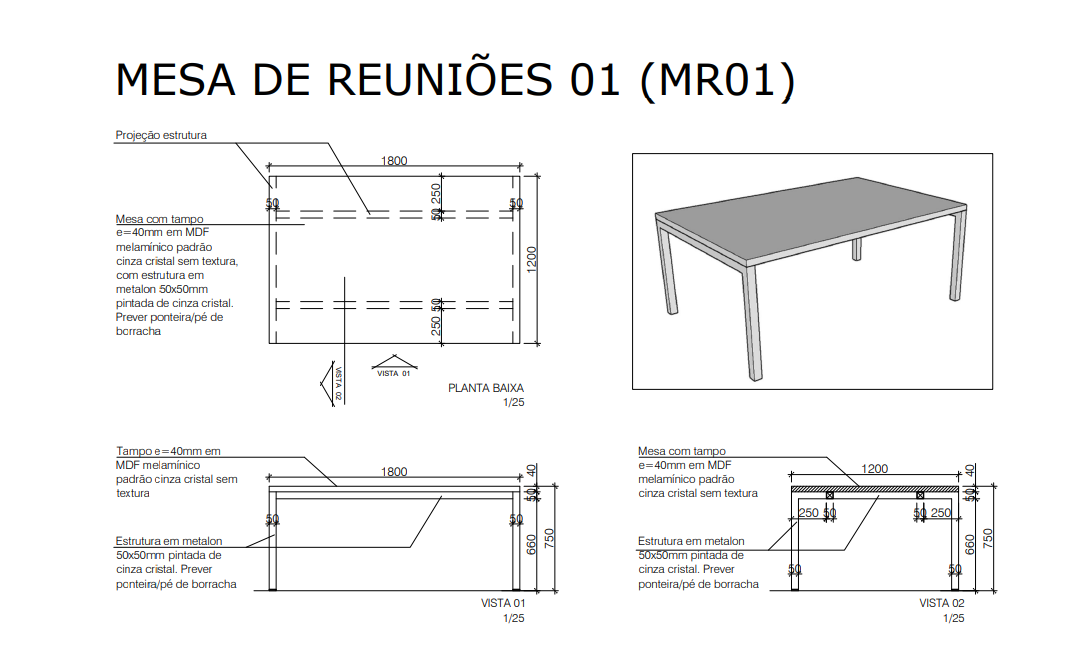 MESA DE REUNIÕES 01 (MR01)
Projeção estrutura
1800
250
50
50
50
Mesa com tampo
e=40mm em MDF
melamínico padrão
cinza cristal sem textura,
com estrutura em
metalon 50x50mm
pintada de cinza cristal.
Prever ponteira/pé de
borracha
1200
50
250
VISTA 01
VISTA 02
PLANTA BAIXA
1/25
Tampo e=40mm em
MDF melamínico
padrão cinza cristal sem
textura
1800
40
50
50
50
660
750
Estrutura em metalon
50x50mm pintada de
cinza cristal. Prever
ponteira/pé de borracha
VISTA 01
1/25
Mesa com tampo
e=40mm em MDF
melamínico padrão
cinza cristal sem textura
1200
40
50
250 50
50 250
660
750
Estrutura em metalon
50x50mm pintada de
cinza cristal. Prever
ponteira/pé de borracha
50
50
VISTA 02
1/25